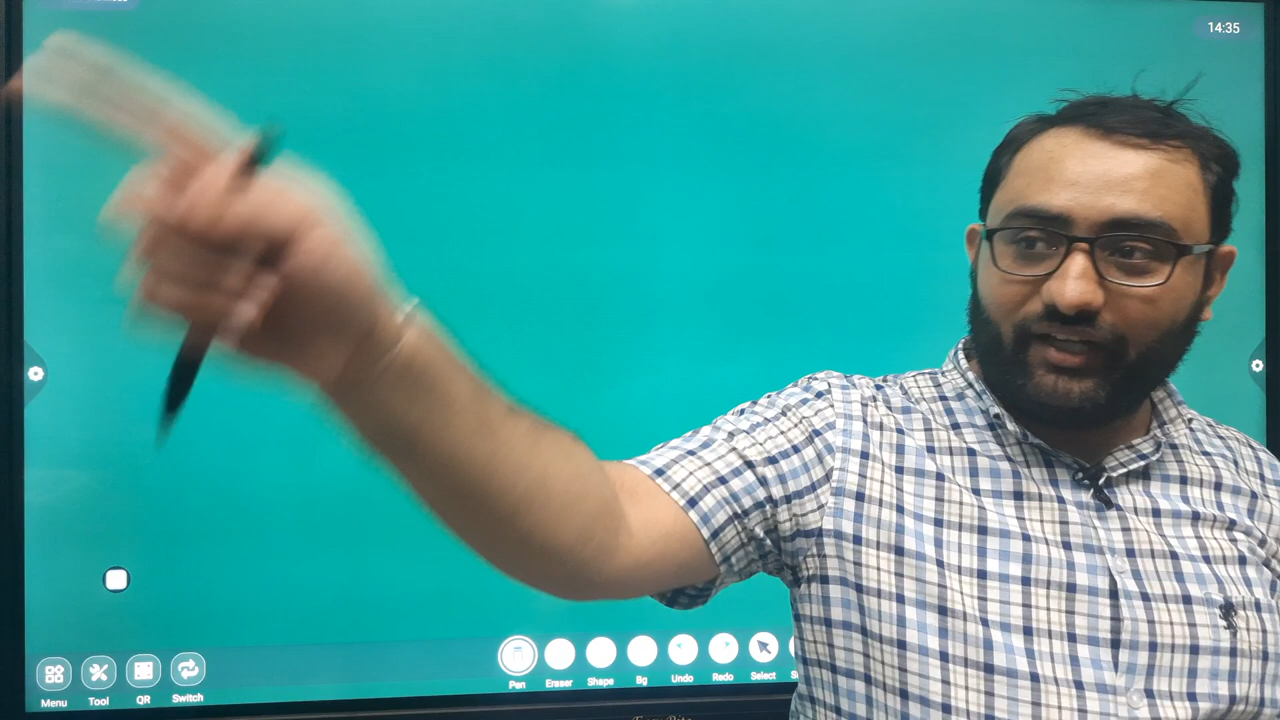 14:35
Menu
Tool
QR
Switch
Pen
Eraser
Shape
Bg
Undo
Redo
Select